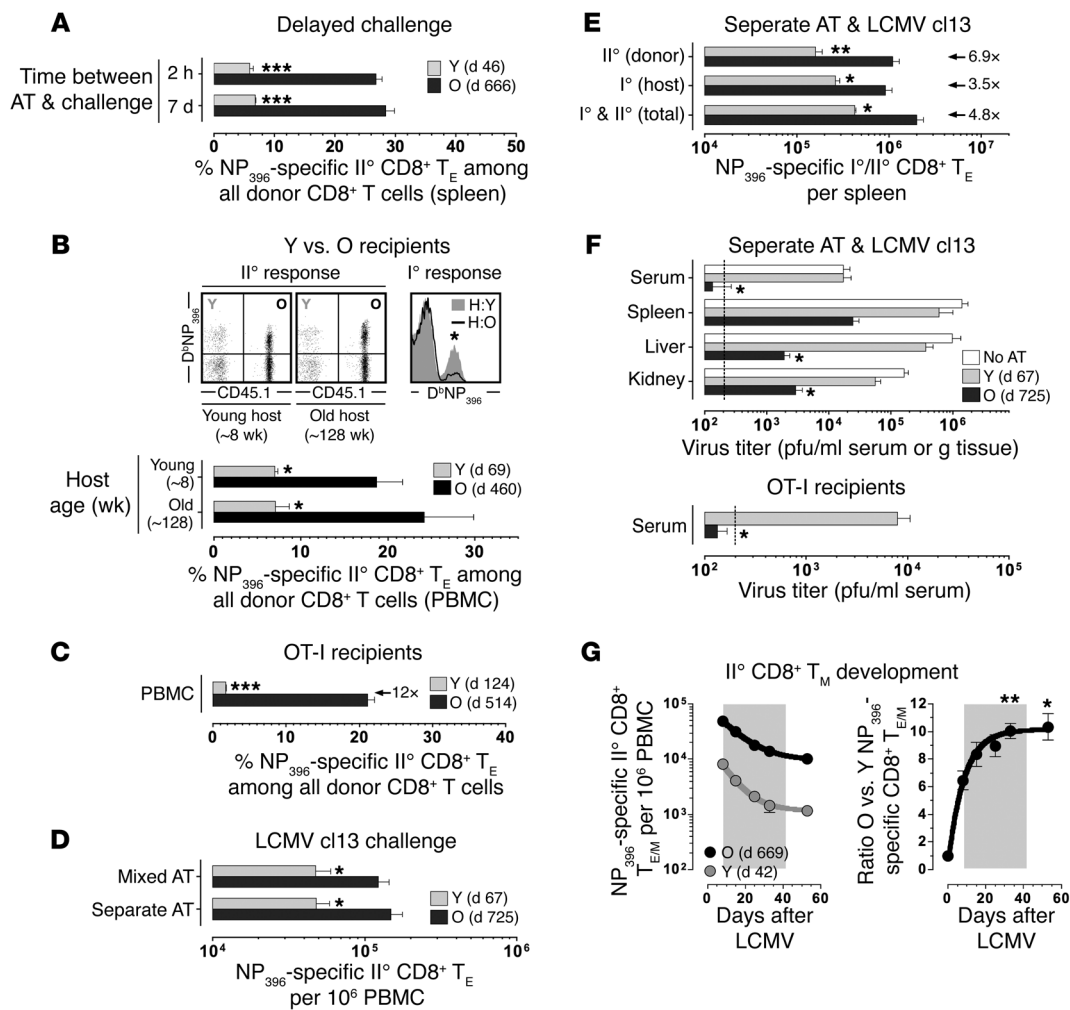 A
Delayed challenge
Time between
AT & challenge
2 h
7 d
***
***
Y (d 46)
O (d 666)
0 10 20 30 40 50
% NP396-specific II° CD8+ TE among
all donor CD8+ T cells (spleen)
B
Y vs. O recipients
II° response
I° response
Y O Y O
DbNP396
H:Y
H:O
*
CD45.1 CD45.1 DbNP396
Young host
(~8 wk)
Old host
(~128 wk)
Host
age (wk)
Young
(~8)
Old
(~128)
*
*
Y (d 69)
O (d 460)
0 10 20 30
% NP396-specific II° CD8+ TE among
all donor CD8+ T cells (PBMC)
C
OT-I recipients
PBMC
***
12×
Y (d 124)
O (d 514)
0 10 20 30 40
% NP396-specific II° CD8+ TE
among all donor CD8+ T cells
D
LCMV cl13 challenge
Mixed AT
Separate AT
*
*
Y (d 67)
O (d 725)
10^4 10^5 10^6
NP396-specific II° CD8+ TE
per 10^6 PBMC
E
Seperate AT & LCMV cl13
II° (donor)
I° (host)
I° & II° (total)
**
*
*
6.9×
3.5×
4.8×
10^4 10^5 10^6 10^7
NP396-specific I°/II° CD8+ TE
per spleen
F
Seperate AT & LCMV cl13
Serum
Spleen
Liver
Kidney
*
*
*
No AT
Y (d 67)
O (d 725)
10^2 10^3 10^4 10^5 10^6
Virus titer (pfu/ml serum or g tissue)
OT-I recipients
Serum
*
10^2 10^3 10^4 10^5
Virus titer (pfu/ml serum)
G
II° CD8+ TM development
NP396-specific II° CD8+
TE/M per 10^6 PBMC
10^5
10^4
10^3
10^2
O (d 669)
Y (d 42)
0 20 40 60
Days after
LCMV
Ratio O vs. Y NP396-
specific CD8+ TE/M
12
10
8
6
4
2
0
**
*
0 20 40 60
Days after
LCMV